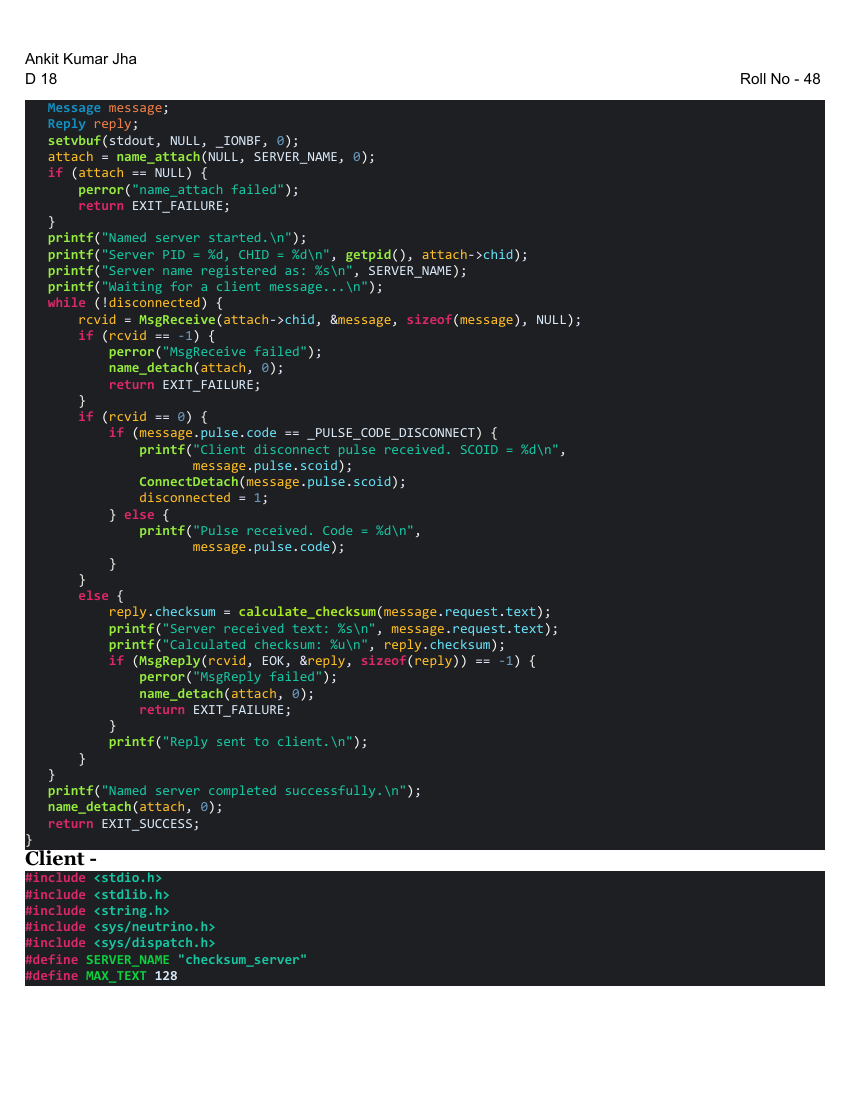 Ankit Kumar Jha
D 18
Roll No - 48
Message message;
Reply reply;
setvbuf(stdout, NULL, _IONBF, 0);
attach = name_attach(NULL, SERVER_NAME, 0);
if (attach == NULL) {
perror("name_attach failed");
return EXIT_FAILURE;
}
printf("Named server started.\n");
printf("Server PID = %d, CHID = %d\n", getpid(), attach->chid);
printf("Server name registered as: %s\n", SERVER_NAME);
printf("Waiting for a client message...\n");
while (!disconnected) {
rcvid = MsgReceive(attach->chid, &message, sizeof(message), NULL);
if (rcvid == -1) {
perror("MsgReceive failed");
name_detach(attach, 0);
return EXIT_FAILURE;
}
if (rcvid == 0) {
if (message.pulse.code == _PULSE_CODE_DISCONNECT) {
printf("Client disconnect pulse received. SCOID = %d\n",
message.pulse.scoid);
ConnectDetach(message.pulse.scoid);
disconnected = 1;
} else {
printf("Pulse received. Code = %d\n",
message.pulse.code);
}
}
else {
reply.checksum = calculate_checksum(message.request.text);
printf("Server received text: %s\n", message.request.text);
printf("Calculated checksum: %u\n", reply.checksum);
if (MsgReply(rcvid, EOK, &reply, sizeof(reply)) == -1) {
perror("MsgReply failed");
name_detach(attach, 0);
return EXIT_FAILURE;
}
printf("Reply sent to client.\n");
}
}
printf("Named server completed successfully.\n");
name_detach(attach, 0);
return EXIT_SUCCESS;
}
Client -
#include <stdio.h>
#include <stdlib.h>
#include <string.h>
#include <sys/neutrino.h>
#include <sys/dispatch.h>
#define SERVER_NAME "checksum_server"
#define MAX_TEXT 128